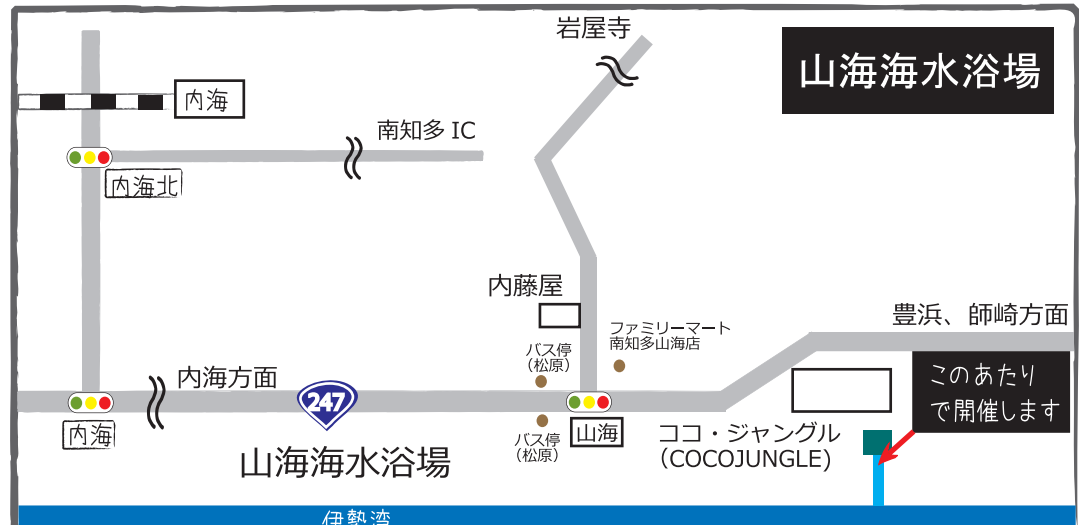 岩屋寺
山海海水浴場
内海
南知多 IC
内海北
内藤屋
豊浜、師崎方面
ファミリーマート
南知多山海店
バス停
（松原）
内海方面
247
このあたり
で開催します
内海
山海
バス停
（松原）
ココ・ジャングル
（COCOJUNGLE）
山海海水浴場
伊勢湾